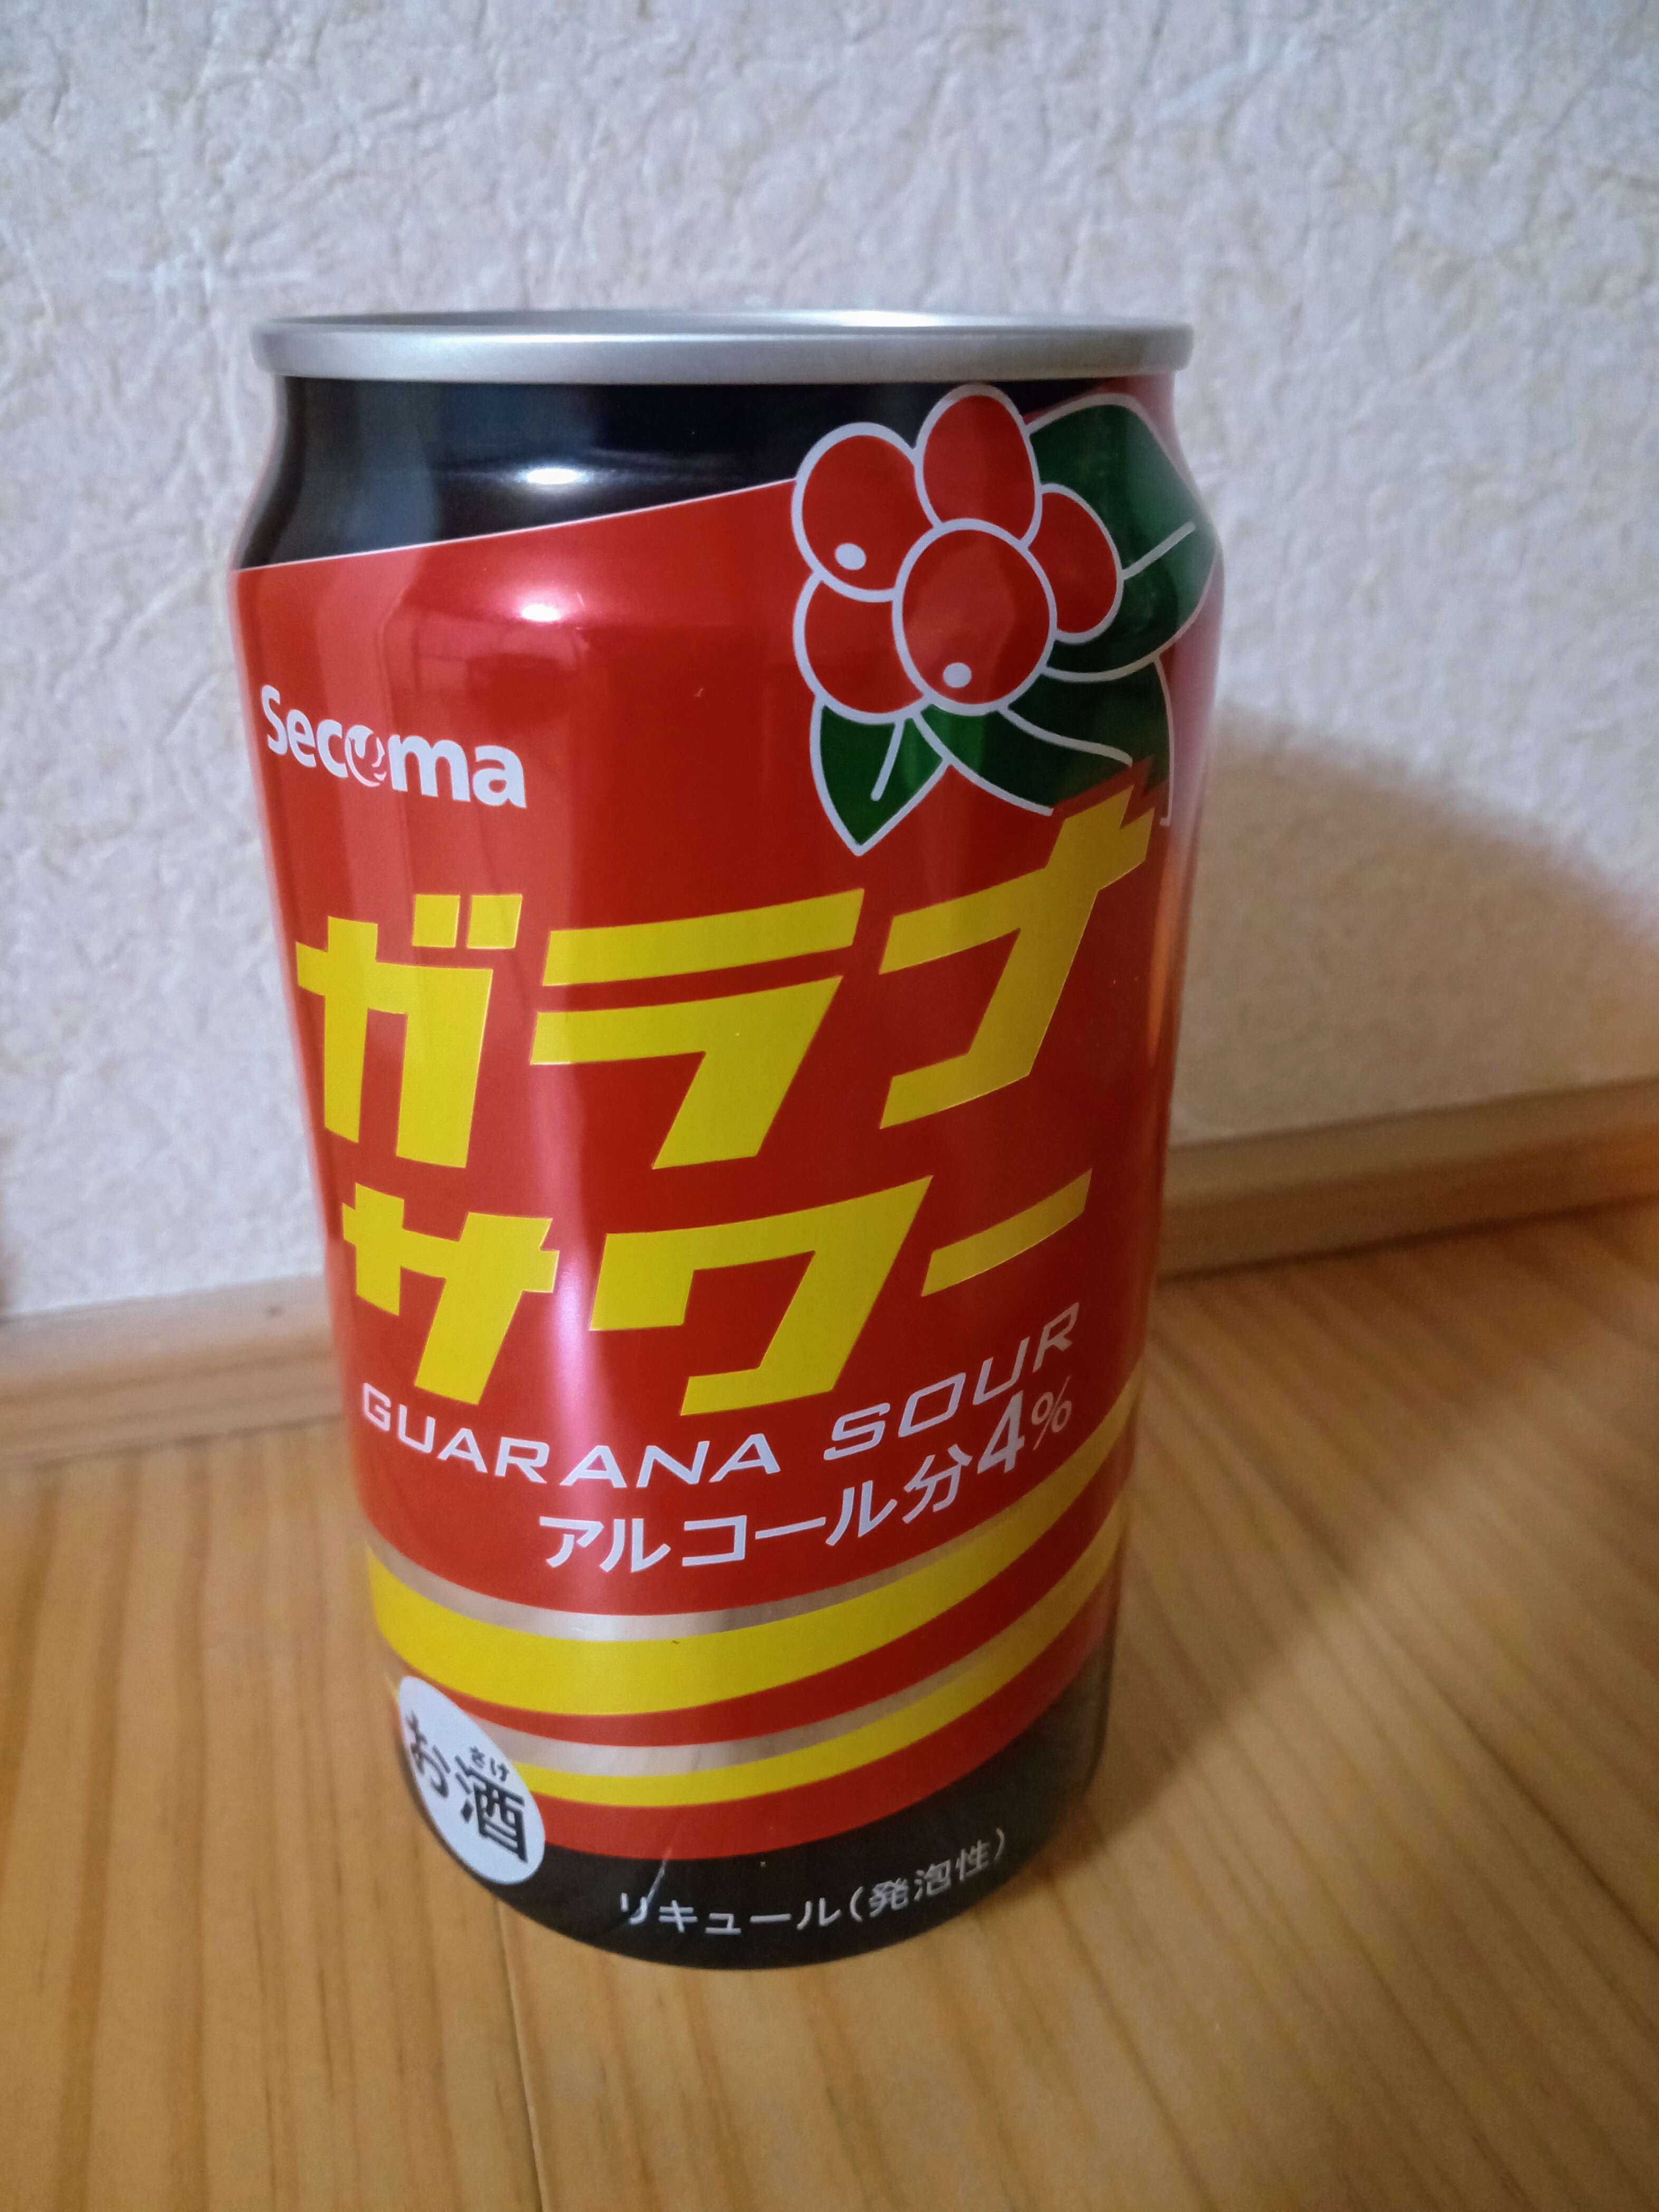 Secoma
ガラナ
サワー
GUARANA SOUR
アルコール分4%
さけ
お酒
リキュール(発泡性)